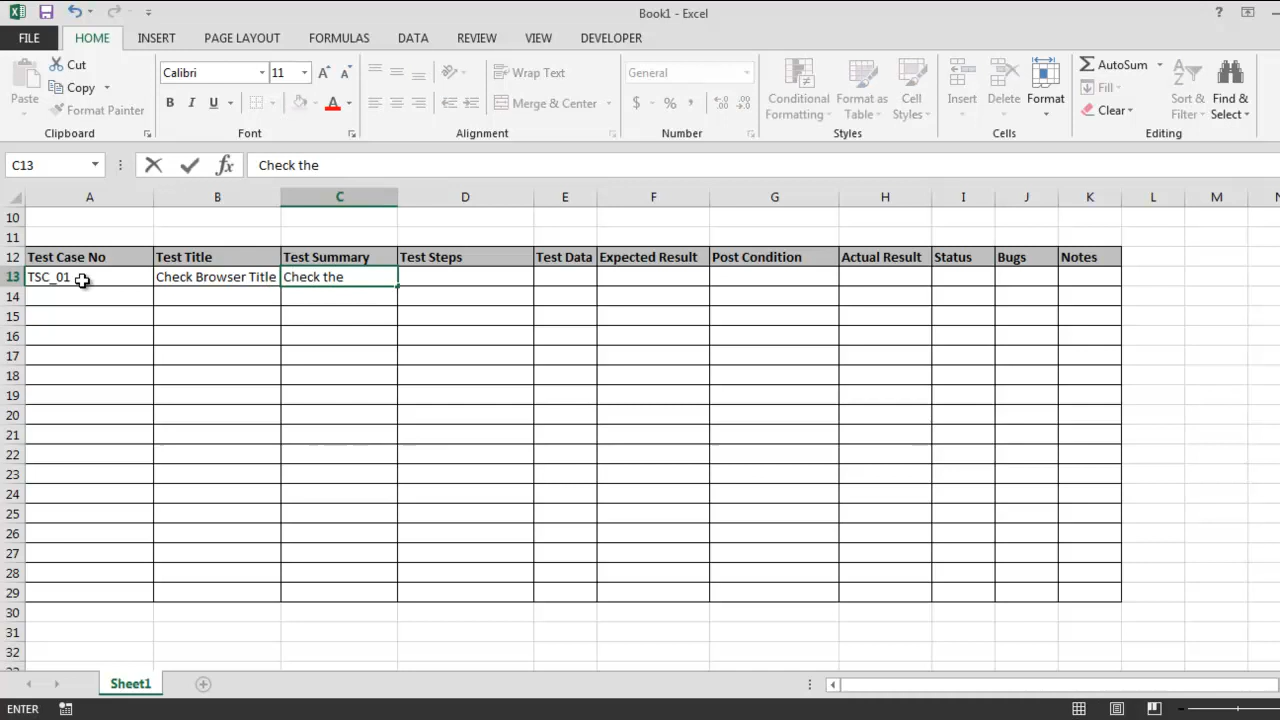 Book1 - Excel
FILE HOME INSERT PAGE LAYOUT FORMULAS DATA REVIEW VIEW DEVELOPER
Paste
Cut
Copy
Format Painter
Clipboard
Calibri 11
B I U A
Font
Wrap Text
Merge & Center
Alignment
General
$ % ,
Number
Conditional Formatting
Format as Table
Cell Styles
Styles
Insert Delete Format
Cells
AutoSum
Fill
Clear
Sort & Filter
Find & Select
Editing
C13 fx Check the
A B C D E F G H I J K L M N
10
11
12 Test Case No Test Title Test Summary Test Steps Test Data Expected Result Post Condition Actual Result Status Bugs Notes
13 TSC_01 Check Browser Title Check the
14
15
16
17
18
19
20
21
22
23
24
25
26
27
28
29
30
31
32
Sheet1
ENTER